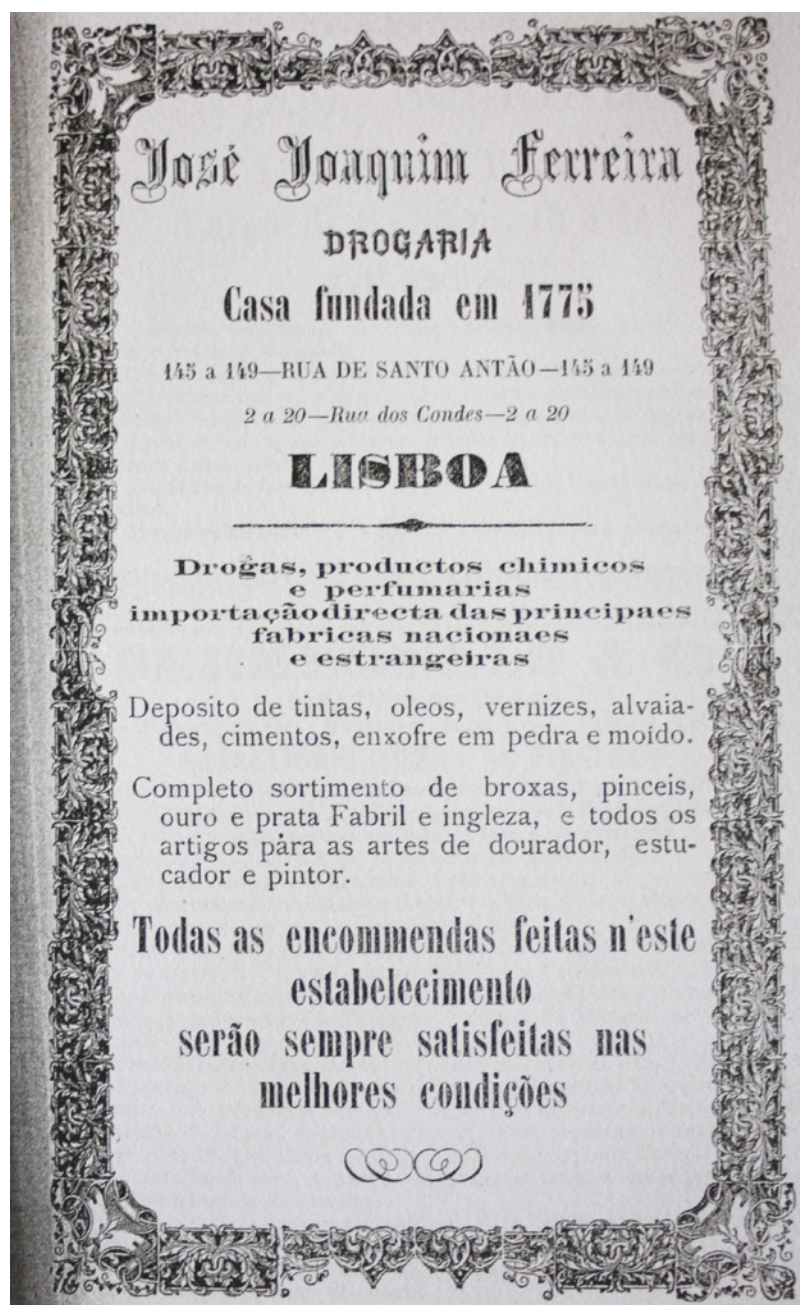 José Joaquim Ferreira
DROGARIA
Casa fundada em 1775
145 a 149—RUA DE SANTO ANTÃO—145 a 149
2 a 20—Rua dos Condes—2 a 20
LISBOA
Drogas, productos chimicos
e perfumarias
importação directa das principaes
fabricas nacionaes
e estrangeiras
Deposito de tintas, oleos, vernizes, alvaia-
des, cimentos, enxofre em pedra e moído.
Completo sortimento de broxas, pinceis,
ouro e prata Fabril e ingleza, e todos os
artigos pàra as artes de dourador, estu-
cador e pintor.
Todas as encommendas feitas n'este
estabelecimento
serão sempre satisfeitas nas
melhores condições